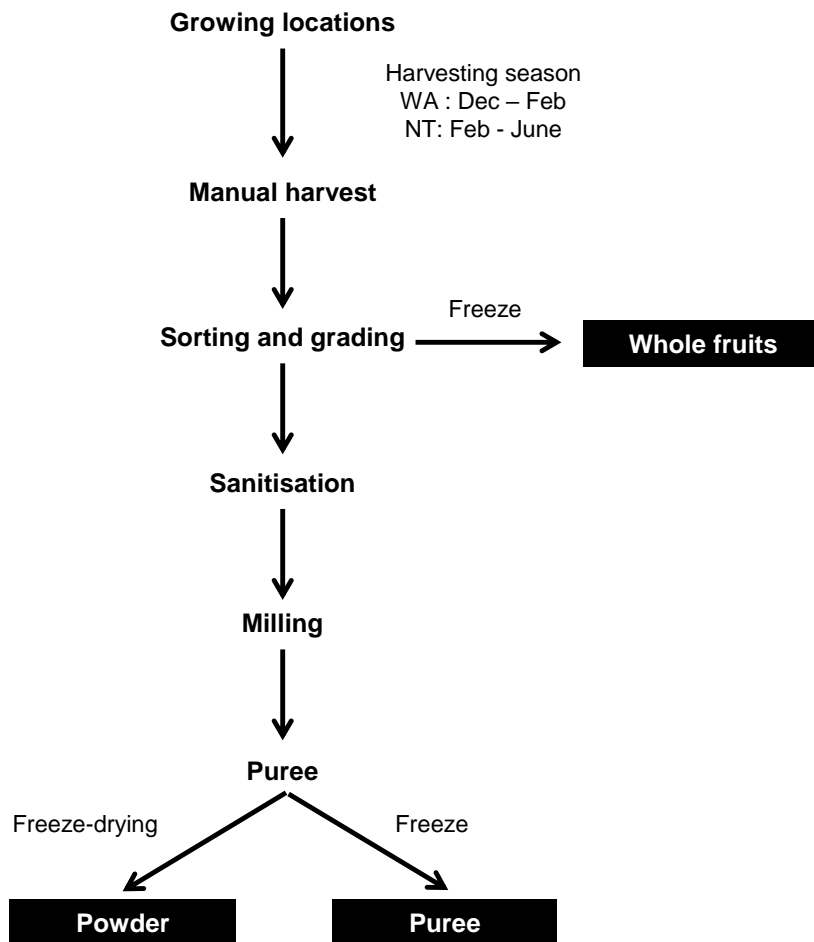 Growing locations
Harvesting season
WA : Dec – Feb
NT: Feb - June
Manual harvest
Freeze
Sorting and grading
Whole fruits
Sanitisation
Milling
Puree
Freeze-drying
Freeze
Powder
Puree